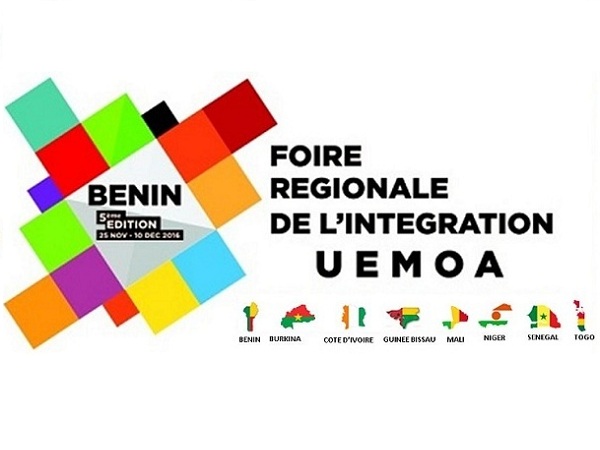 BENIN
5ème
EDITION
25 NOV - 10 DEC 2016
FOIRE
REGIONALE
DE L'INTEGRATION
UEMOA
BENIN BURKINA COTE D'IVOIRE GUINEE BISSAU MALI NIGER SENEGAL TOGO